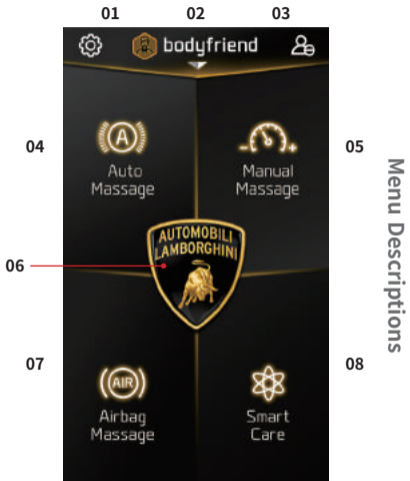 01 02 03
bodyfriend
04 05
A
Auto
Massage
Manual
Massage
06
AUTOMOBILI
LAMBORGHINI
07 08
AIR
Airbag
Massage
Smart
Care
Menu Descriptions